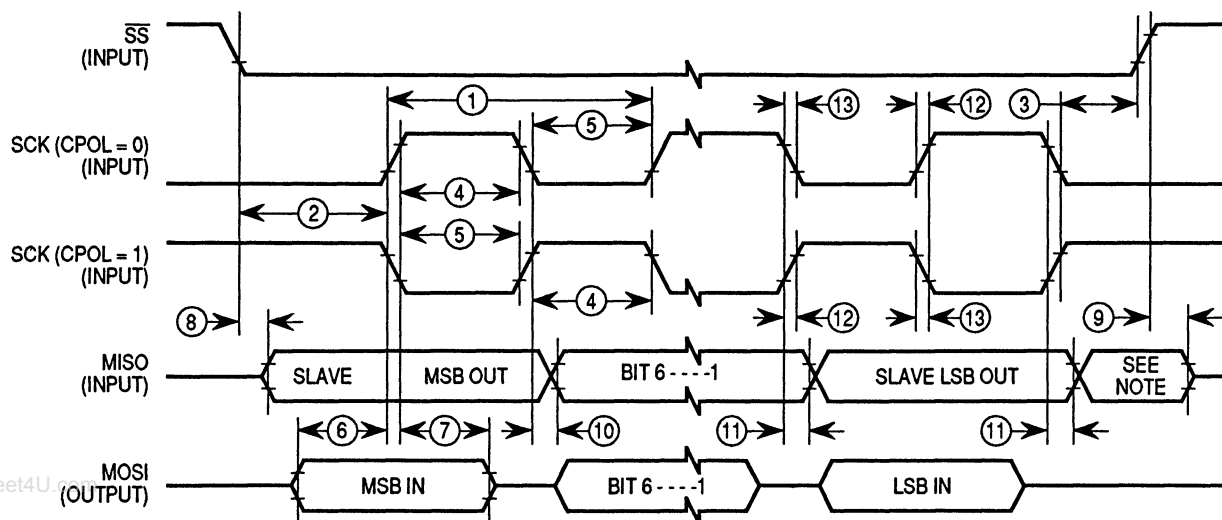 SS
(INPUT)
1
13
12
3
5
SCK (CPOL = 0)
(INPUT)
4
2
5
SCK (CPOL = 1)
(INPUT)
4
8
12
13
9
MISO
(INPUT)
SLAVE
MSB OUT
BIT 6 - - - - 1
SLAVE LSB OUT
SEE
NOTE
6
7
10
11
11
MOSI
(OUTPUT)
MSB IN
BIT 6 - - - - 1
LSB IN
eet4U.com